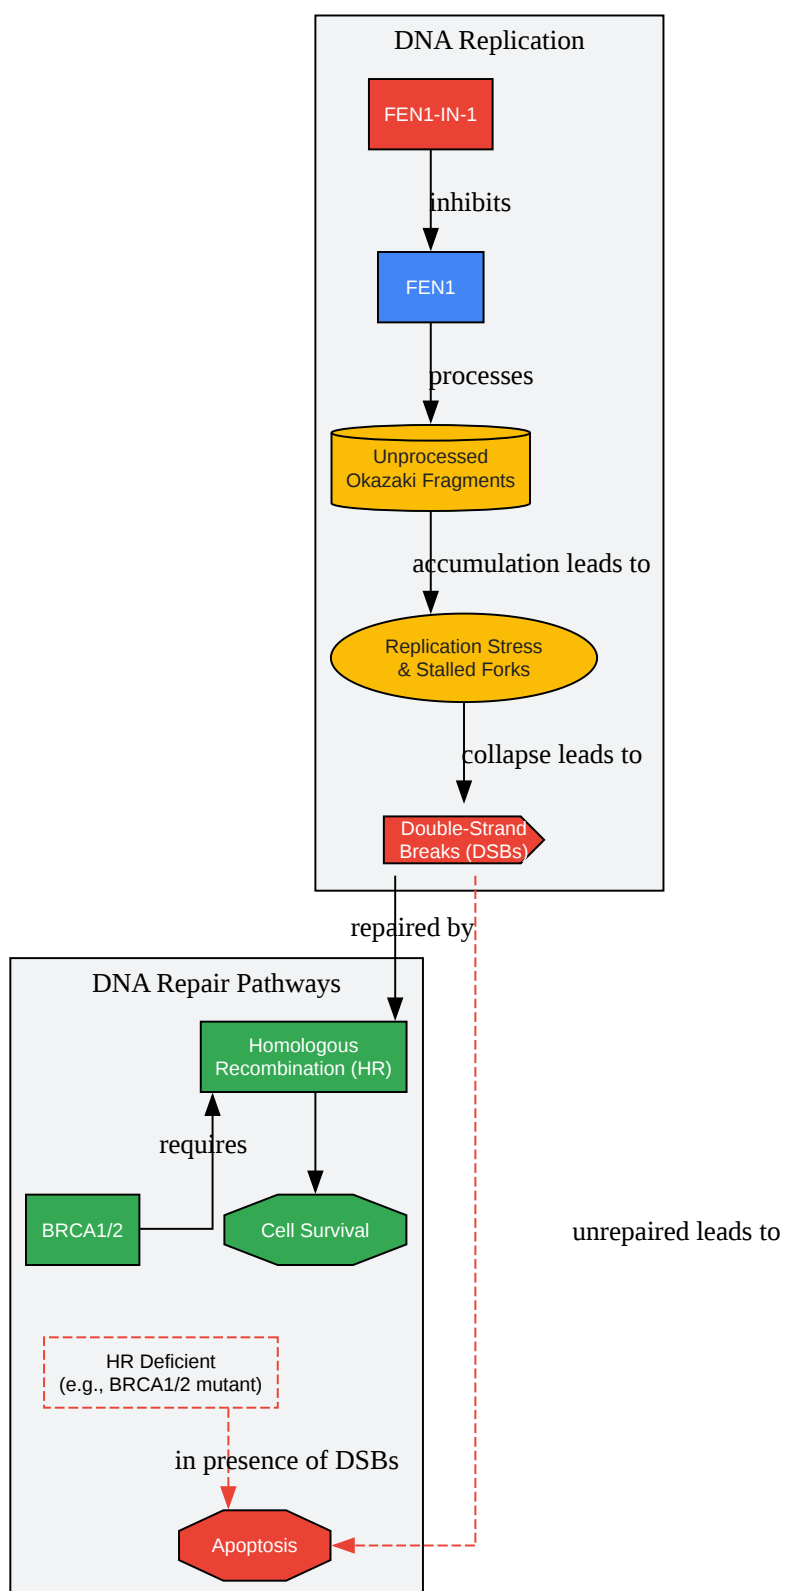 DNA Replication
FEN1-IN-1
inhibits
FEN1
processes
Unprocessed
Okazaki Fragments
accumulation leads to
Replication Stress
& Stalled Forks
collapse leads to
Double-Strand
Breaks (DSBs)
repaired by
DNA Repair Pathways
Homologous
Recombination (HR)
requires
BRCA1/2
Cell Survival
unrepaired leads to
HR Deficient
(e.g., BRCA1/2 mutant)
in presence of DSBs
Apoptosis